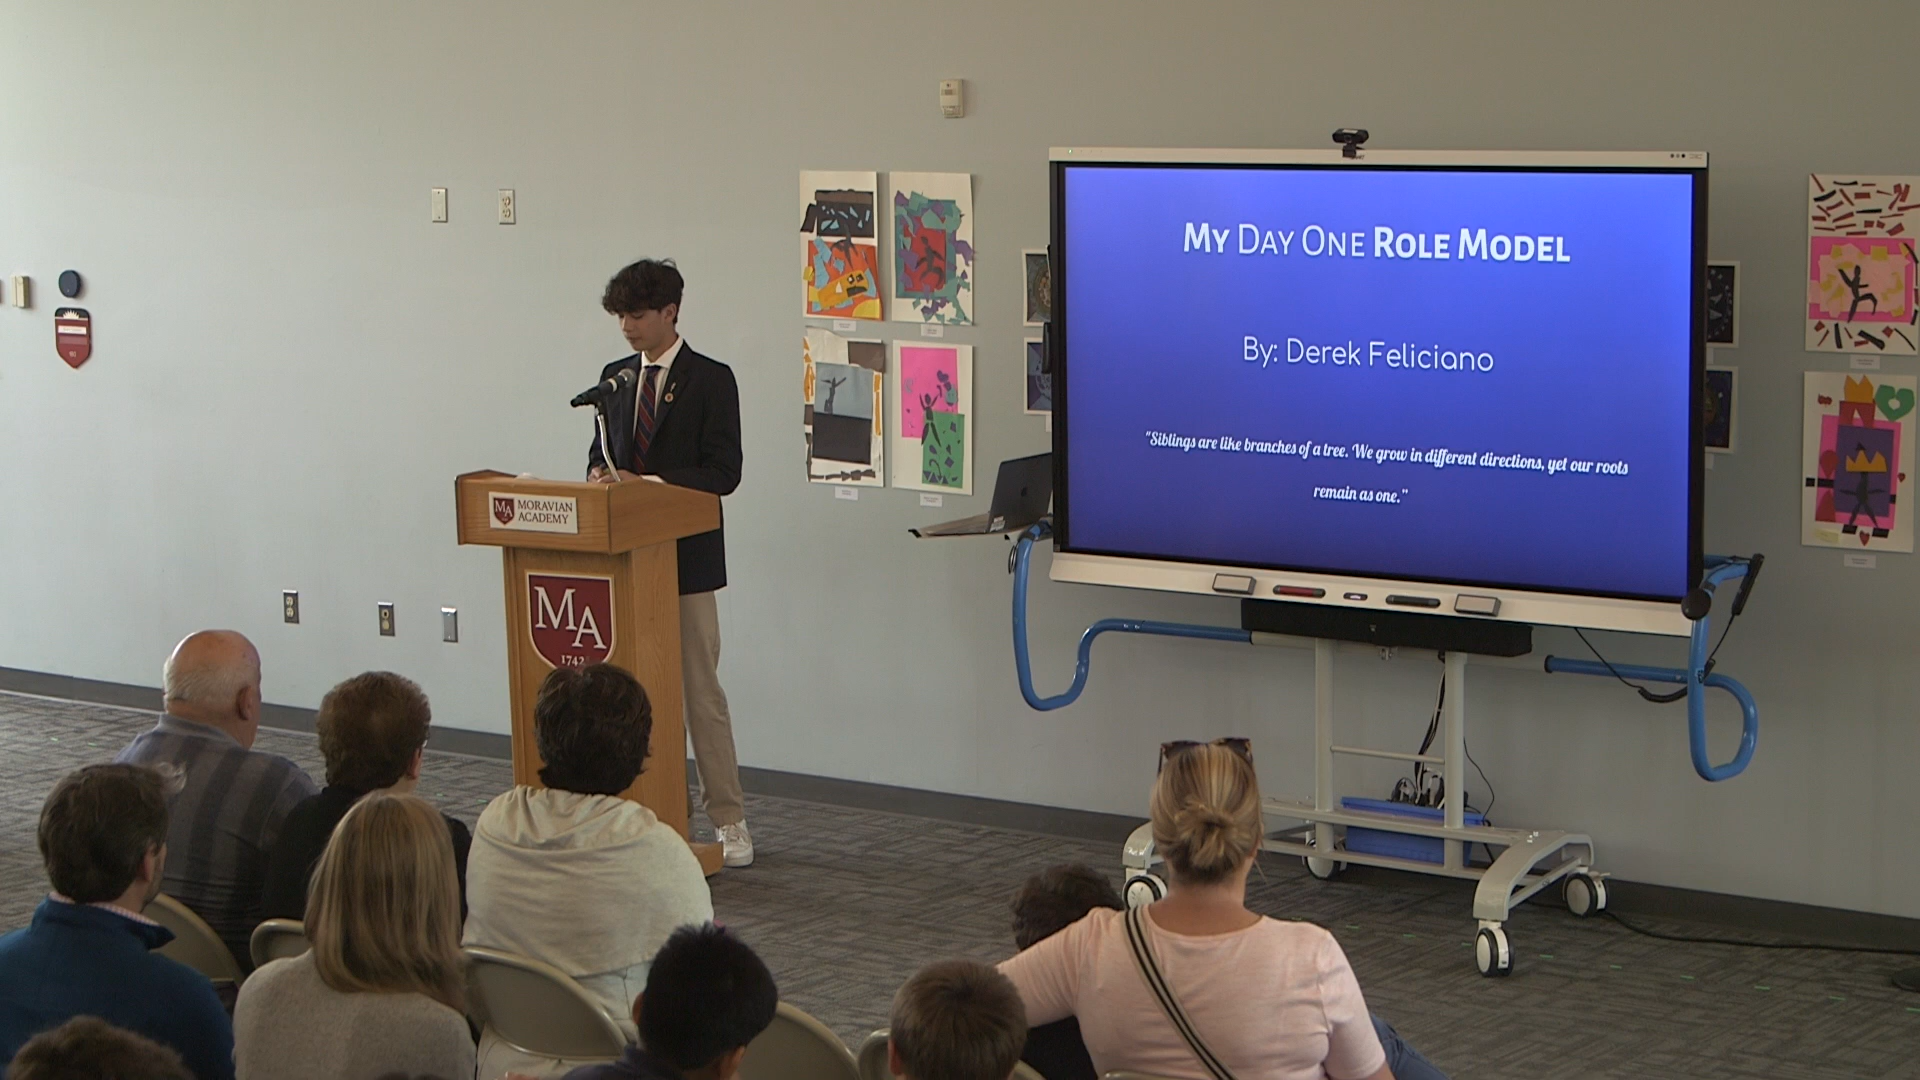 My Day One Role Model
By: Derek Feliciano
"Siblings are like branches of a tree. We grow in different directions, yet our roots
remain as one."
MA
MORAVIAN
ACADEMY
MA
1742